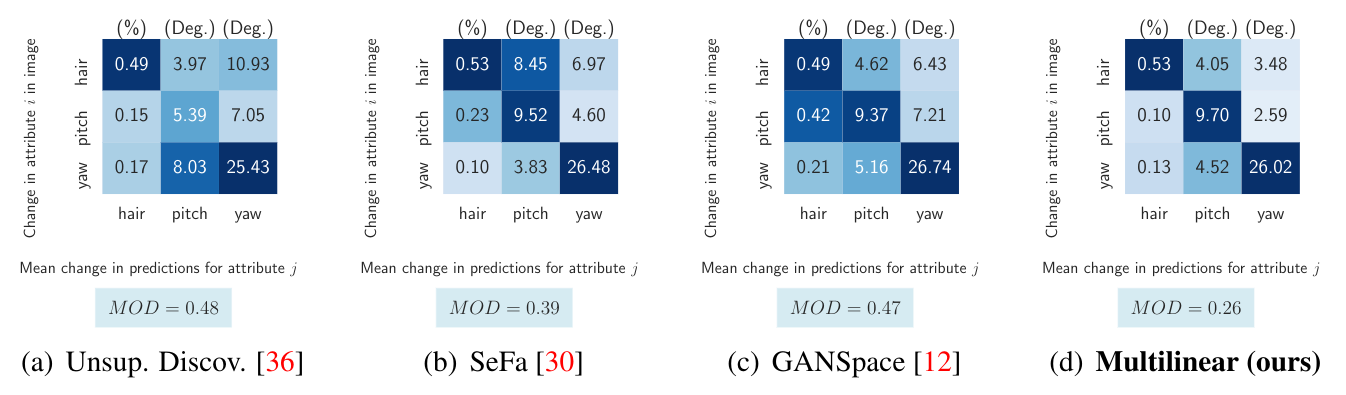 (%) (Deg.) (Deg.)
Change in attribute i in image
hair 0.49 3.97 10.93
pitch 0.15 5.39 7.05
yaw 0.17 8.03 25.43
hair pitch yaw
Mean change in predictions for attribute j
MOD = 0.48
(a) Unsup. Discov. [36]
(%) (Deg.) (Deg.)
Change in attribute i in image
hair 0.53 8.45 6.97
pitch 0.23 9.52 4.60
yaw 0.10 3.83 26.48
hair pitch yaw
Mean change in predictions for attribute j
MOD = 0.39
(b) SeFa [30]
(%) (Deg.) (Deg.)
Change in attribute i in image
hair 0.49 4.62 6.43
pitch 0.42 9.37 7.21
yaw 0.21 5.16 26.74
hair pitch yaw
Mean change in predictions for attribute j
MOD = 0.47
(c) GANSpace [12]
(%) (Deg.) (Deg.)
Change in attribute i in image
hair 0.53 4.05 3.48
pitch 0.10 9.70 2.59
yaw 0.13 4.52 26.02
hair pitch yaw
Mean change in predictions for attribute j
MOD = 0.26
(d) Multilinear (ours)